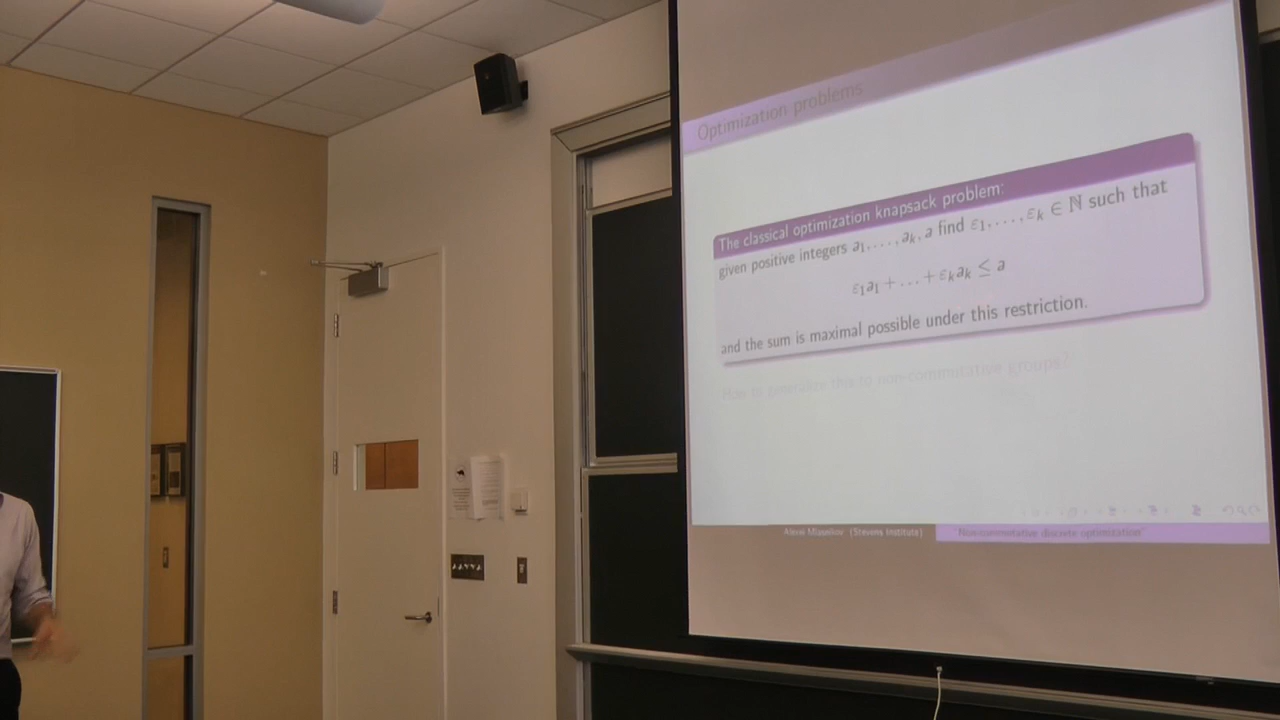 Optimization problems
The classical optimization knapsack problem:
given positive integers a₁, . . . , aₖ, a find ε₁, . . . , εₖ ∈ ℕ such that
ε₁a₁ + . . . + εₖaₖ ≤ a
and the sum is maximal possible under this restriction.
How to generalize this to non-commutative groups?
Alexei Miasnikov (Stevens Institute)
Non-commutative discrete optimization